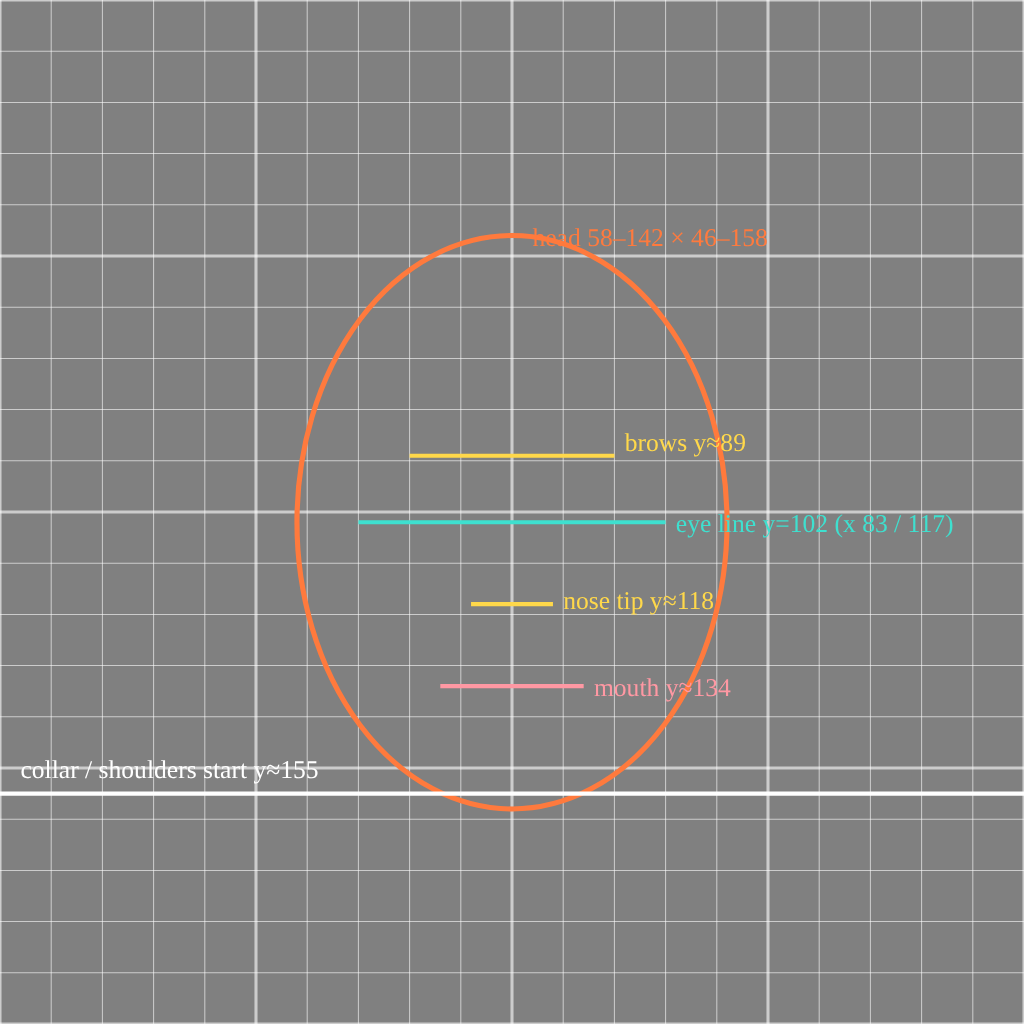 head 58–142 × 46–158
brows y≈89
eye line y=102 (x 83 / 117)
nose tip y≈118
mouth y≈134
collar / shoulders start y≈155